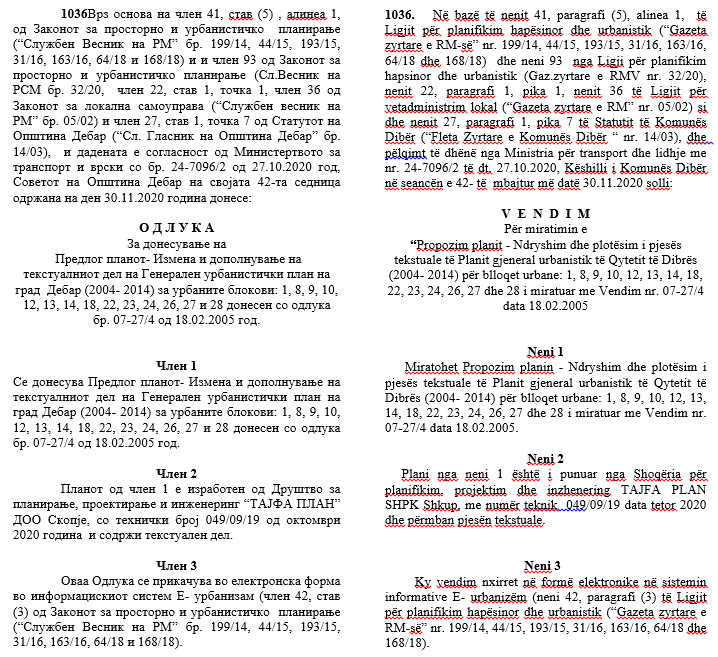 1036Врs основа на член 41, став (5) , алинеа 1,
од Законот за просторно и урбанистичко планирање
(“Службен Весник на РМ” бр. 199/14, 44/15, 193/15,
31/16, 163/16, 64/18 и 168/18) и и член 93 од Законот за
просторно и урбанистичко планирање (Сл.Весник на
РСМ бр. 32/20, член 22, став 1, точка 1, член 36 од
Законот за локална самоуправа (“Службен весник на
РМ” бр. 05/02) и член 27, став 1, точка 7 од Статутот на
Општина Дебар (“Сл. Гласник на Општина Дебар” бр.
14/03), и дадената е согласност од Министертвото за
транспорт и врски со бр. 24-7096/2 од 27.10.2020 год,
Советот на Општина Дебар на својата 42-та седница
одржана на ден 30.11.2020 година донесе:
О Д Л У К А
За донесување на
Предлог планот- Измена и дополнување на
текстуалниот дел на Генерален урбанистички план на
град Дебар (2004- 2014) за урбаните блокови: 1, 8, 9, 10,
12, 13, 14, 18, 22, 23, 24, 26, 27 и 28 донесен со одлука
бр. 07-27/4 од 18.02.2005 год.
Член 1
Се донесува Предлог планот- Измена и дополнување на
текстуалниот дел на Генерален урбанистички план на
град Дебар (2004- 2014) за урбаните блокови: 1, 8, 9, 10,
12, 13, 14, 18, 22, 23, 24, 26, 27 и 28 донесен со одлука
бр. 07-27/4 од 18.02.2005 год.
Член 2
Планот од член 1 е изработен од Друштво за
планирање, проектирање и инженеринг “ТАЈФА ПЛАН”
ДОО Скопје, со технички број 049/09/19 од октомври
2020 година и содржи текстуален дел.
Член 3
Оваа Одлука се прикачува во електронска форма
во информацискиот систем Е- урбанизам (член 42, став
(3) од Законот за просторно и урбанистичко планирање
(“Службен Весник на РМ” бр. 199/14, 44/15, 193/15,
31/16, 163/16, 64/18 и 168/18).
1036. Në bazë të nenit 41, paragrafi (5), alinea 1, të
Ligjit për planifikim hapësinor dhe urbanistik (“Gazeta
zyrtare e RM-së” nr. 199/14, 44/15, 193/15, 31/16, 163/16,
64/18 dhe 168/18) dhe neni 93 nga Ligji për planifikim
hapsinor dhe urbanistik (Gaz.zyrtare e RMV nr. 32/20),
nenit 22, paragrafi 1, pika 1, nenit 36 të Ligjit për
vetadministrim lokal (“Gazeta zyrtare e RM” nr. 05/02) si
dhe nenit 27, paragrafi 1, pika 7 të Statutit të Komunës
Dibër (“Fleta Zyrtare e Komunës Dibër “ nr. 14/03), dhe
pëlqimt të dhënë nga Ministria për transport dhe lidhje me
nr. 24-7096/2 të dt. 27.10.2020, Këshilli i Komunës Dibër
në seancën e 42- të mbajtur më datë 30.11.2020 solli:
V E N D I M
Për miratimin e
“Propozim planit - Ndryshim dhe plotësim i pjesës
tekstuale të Planit gjeneral urbanistik të Qytetit të Dibrës
(2004- 2014) për blloqet urbane: 1, 8, 9, 10, 12, 13, 14, 18,
22, 23, 24, 26, 27 dhe 28 i miratuar me Vendim nr. 07-27/4
data 18.02.2005
Neni 1
Miratohet Propozim planin - Ndryshim dhe plotësim i
pjesës tekstuale të Planit gjeneral urbanistik të Qytetit të
Dibrës (2004- 2014) për blloqet urbane: 1, 8, 9, 10, 12, 13,
14, 18, 22, 23, 24, 26, 27 dhe 28 i miratuar me Vendim nr.
07-27/4 data 18.02.2005.
Neni 2
Plani nga neni 1 është i punuar nga Shoqëria për
planifikim, projektim dhe inzhenering TAJFA PLAN
SHPK Shkup, me numër teknik 049/09/19 data tetor 2020
dhe përmban pjesën tekstuale.
Neni 3
Ky vendim nxirret në formë elektronike në sistemin
informative E- urbanizëm (neni 42, paragrafi (3) të Ligjit
për planifikim hapësinor dhe urbanistik (“Gazeta zyrtare e
RM-së” nr. 199/14, 44/15, 193/15, 31/16, 163/16, 64/18 dhe
168/18).